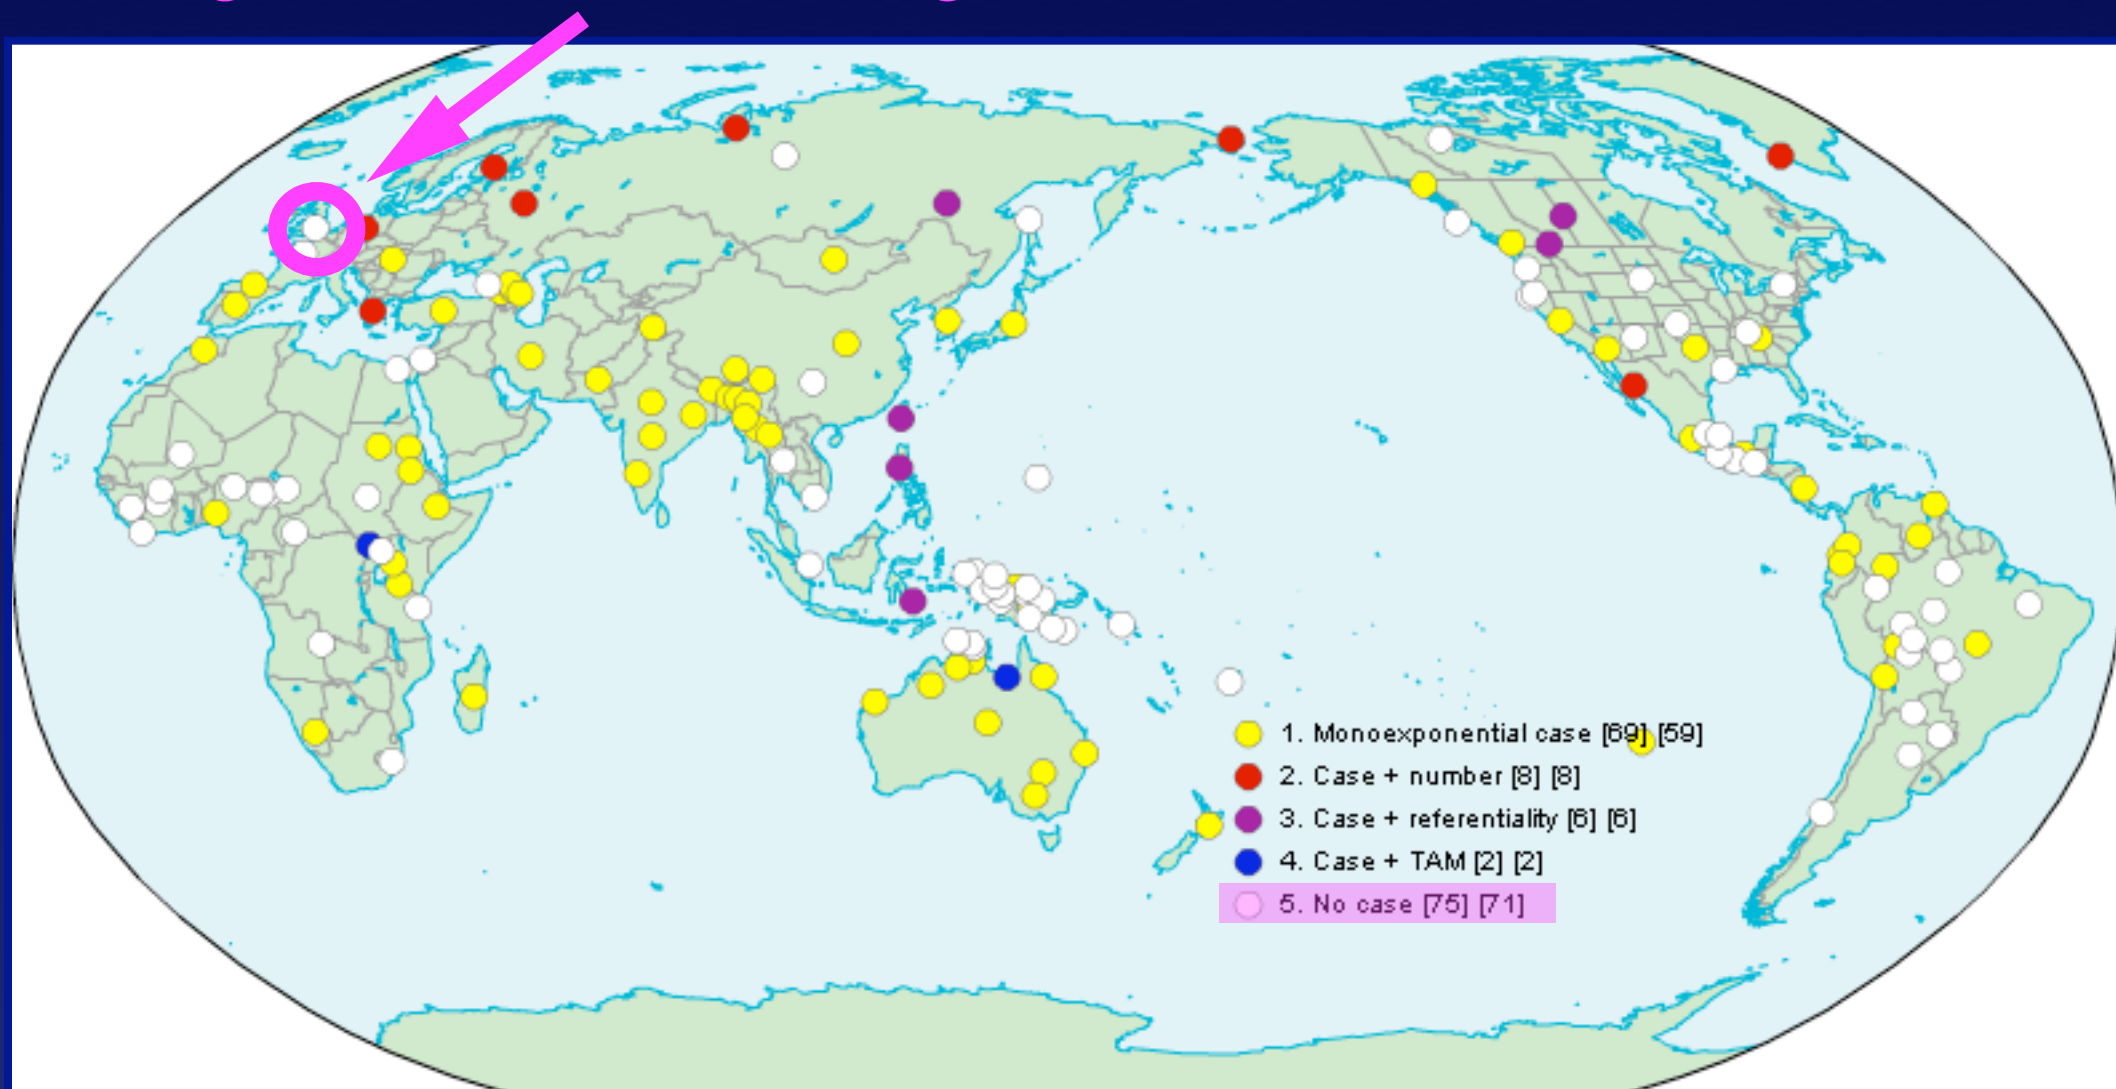 1. Monoexponential case [69] [59]
2. Case + number [8] [8]
3. Case + referentiality [6] [6]
4. Case + TAM [2] [2]
5. No case [75] [71]